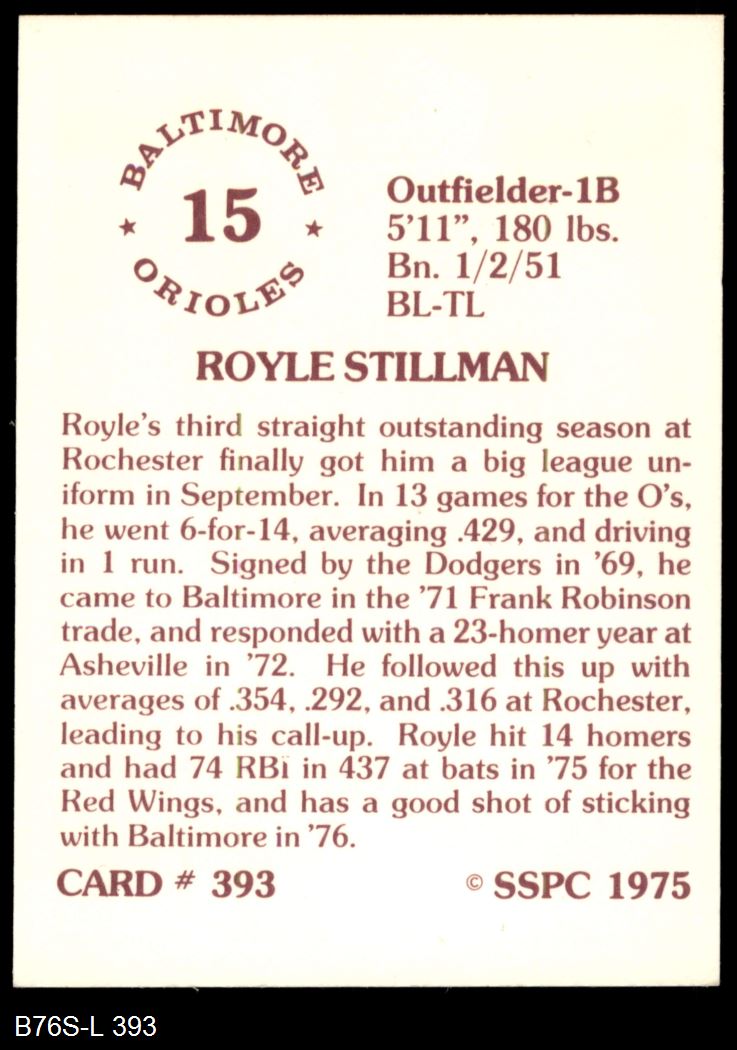 BALTIMORE
★ 15 ★
ORIOLES
Outfielder-1B
5'11", 180 lbs.
Bn. 1/2/51
BL-TL
ROYLE STILLMAN
Royle's third straight outstanding season at
Rochester finally got him a big league un-
iform in September. In 13 games for the O's,
he went 6-for-14, averaging .429, and driving
in 1 run. Signed by the Dodgers in '69, he
came to Baltimore in the '71 Frank Robinson
trade, and responded with a 23-homer year at
Asheville in '72. He followed this up with
averages of .354, .292, and .316 at Rochester,
leading to his call-up. Royle hit 14 homers
and had 74 RBi in 437 at bats in '75 for the
Red Wings, and has a good shot of sticking
with Baltimore in '76.
CARD # 393 © SSPC 1975
B76S-L 393